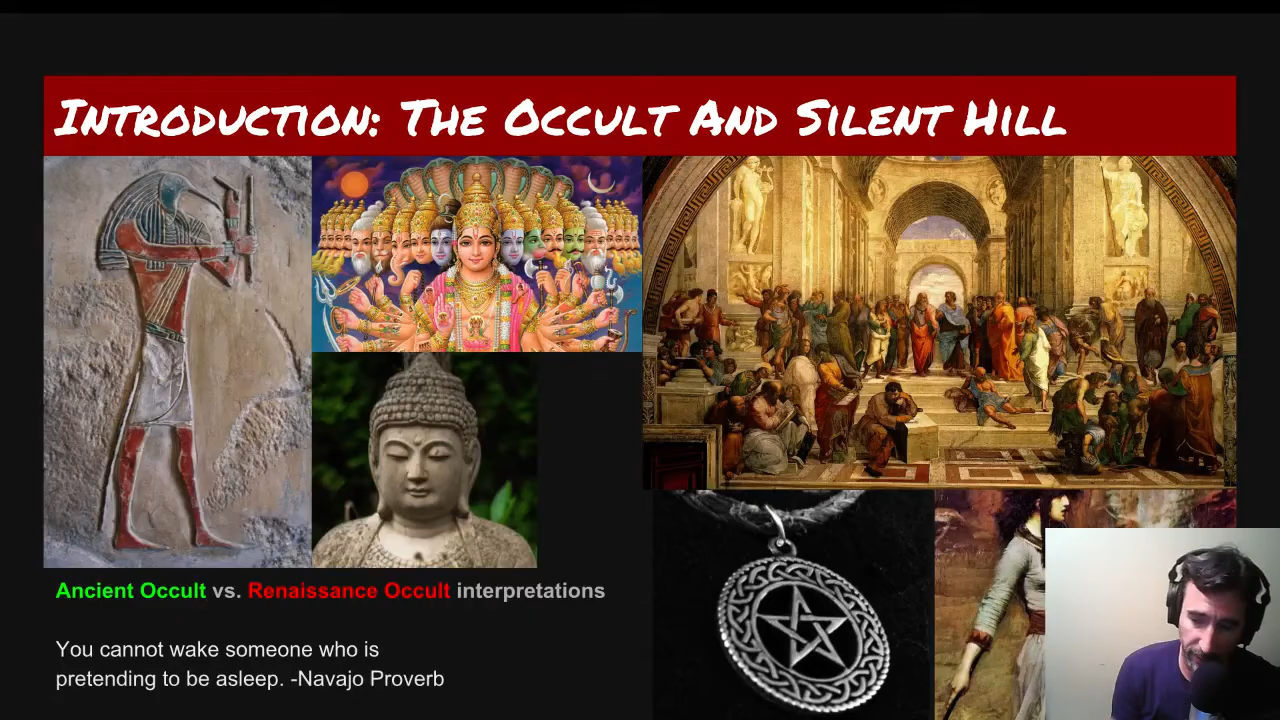 Introduction: The Occult And Silent Hill
Ancient Occult vs. Renaissance Occult interpretations
You cannot wake someone who is
pretending to be asleep. -Navajo Proverb